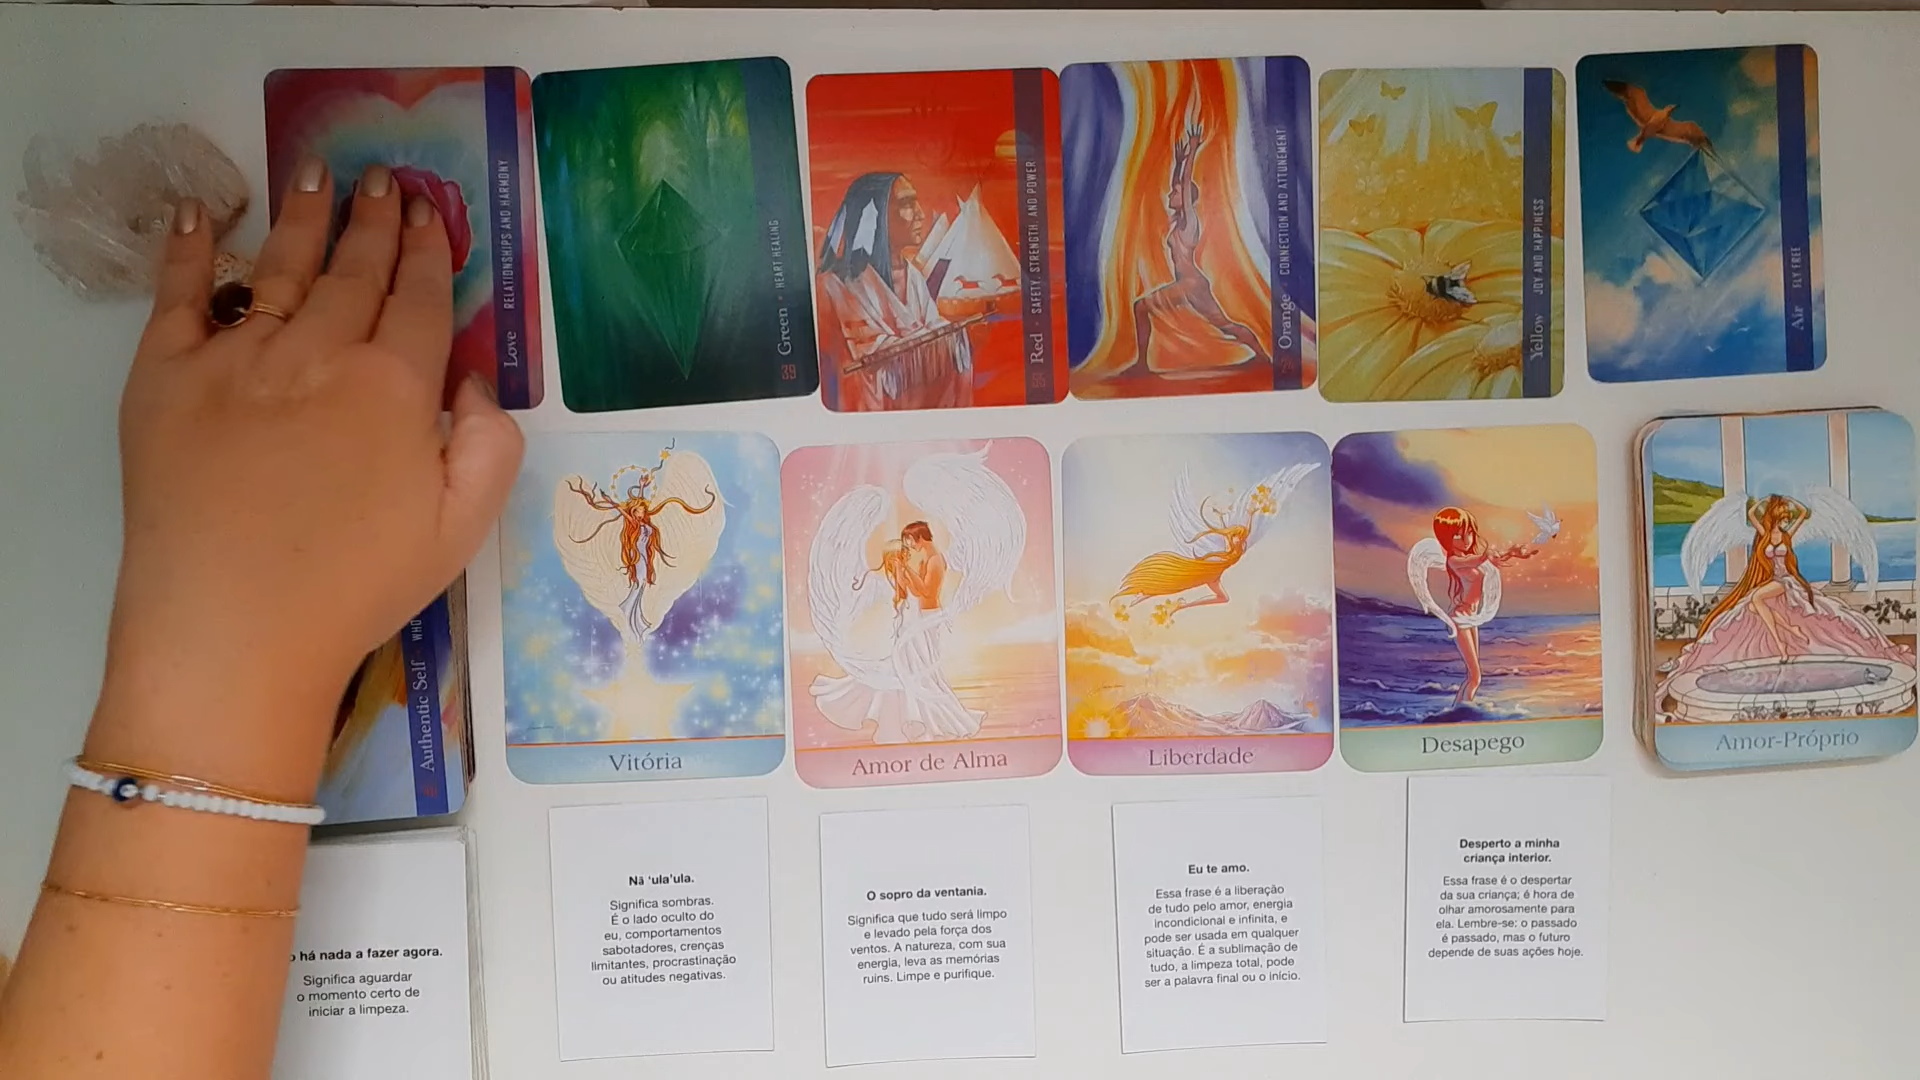 Love RELATIONSHIPS AND HARMONY
39 Green • HEART HEALING
Red • SAFETY, STRENGTH, AND POWER
Orange • CONNECTION AND ATTUNEMENT
Yellow JOY AND HAPPINESS
Air FLY FREE
Authentic Self • WHO
Vitória
Amor de Alma
Liberdade
Desapego
Amor-Próprio
há nada a fazer agora.
Significa aguardar
o momento certo de
iniciar a limpeza.
Nā ‘ula‘ula.
Significa sombras.
É o lado oculto do
eu, comportamentos
sabotadores, crenças
limitantes, procrastinação
ou atitudes negativas.
O sopro da ventania.
Significa que tudo será limpo
e levado pela força dos
ventos. A natureza, com sua
energia, leva as memórias
ruins. Limpe e purifique.
Eu te amo.
Essa frase é a liberação
de tudo pelo amor, energia
incondicional e infinita, e
pode ser usada em qualquer
situação. É a sublimação de
tudo, a limpeza total, pode
ser a palavra final ou o início.
Desperto a minha
criança interior.
Essa frase é o despertar
da sua criança; é hora de
olhar amorosamente para
ela. Lembre-se: o passado
é passado, mas o futuro
depende de suas ações hoje.